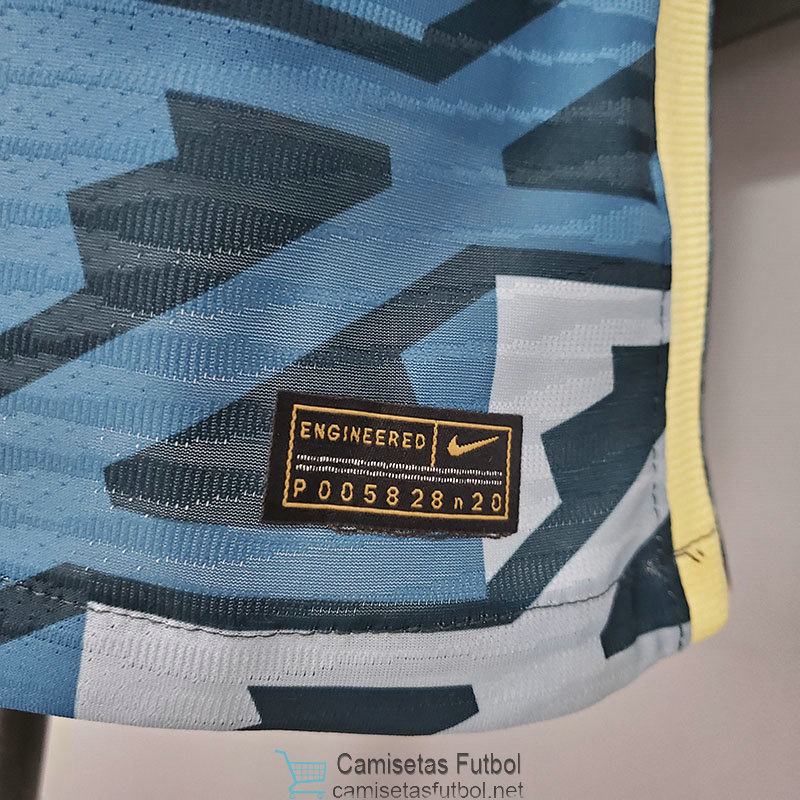 ENGINEERED
P005828n20
Camisetas Futbol
camisetasfutbol.net